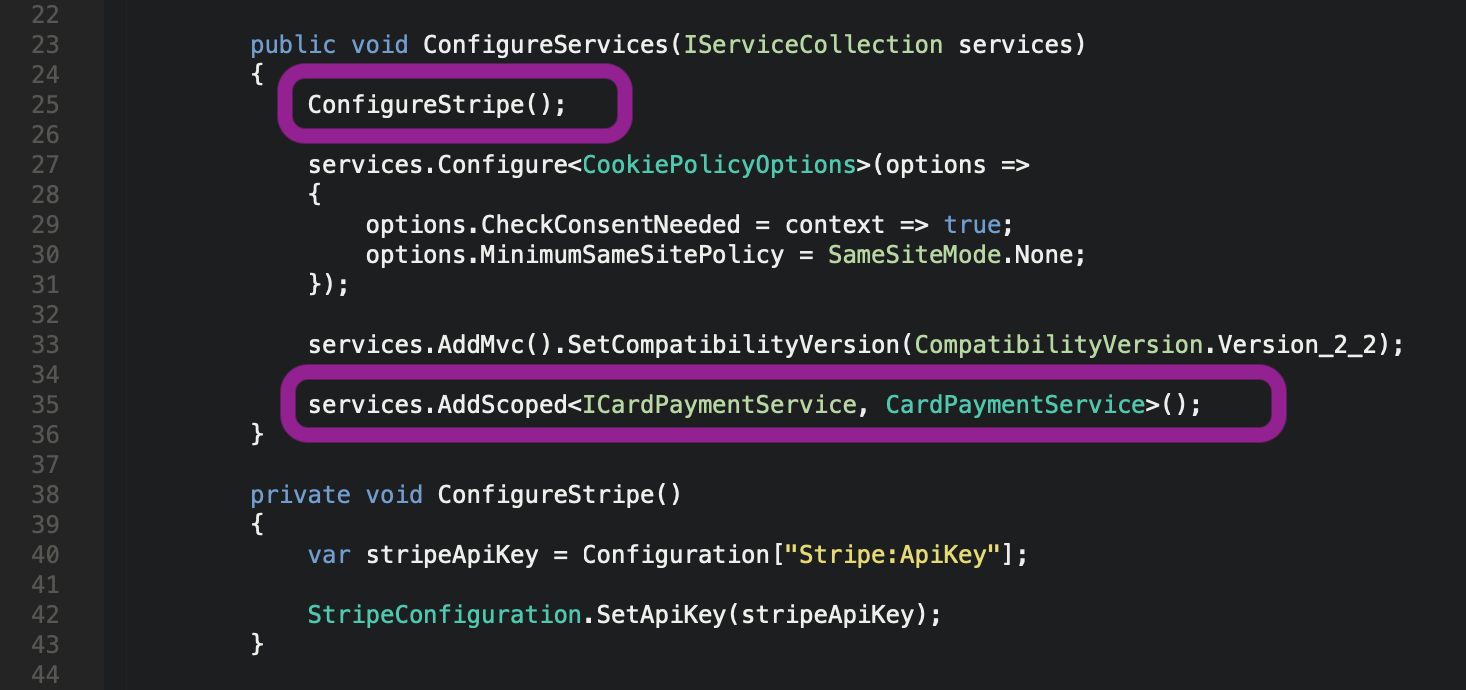 22
23 public void ConfigureServices(IServiceCollection services)
24 {
25 ConfigureStripe();
26
27 services.Configure<CookiePolicyOptions>(options =>
28 {
29 options.CheckConsentNeeded = context => true;
30 options.MinimumSameSitePolicy = SameSiteMode.None;
31 });
32
33 services.AddMvc().SetCompatibilityVersion(CompatibilityVersion.Version_2_2);
34
35 services.AddScoped<ICardPaymentService, CardPaymentService>();
36 }
37
38 private void ConfigureStripe()
39 {
40 var stripeApiKey = Configuration["Stripe:ApiKey"];
41
42 StripeConfiguration.SetApiKey(stripeApiKey);
43 }
44